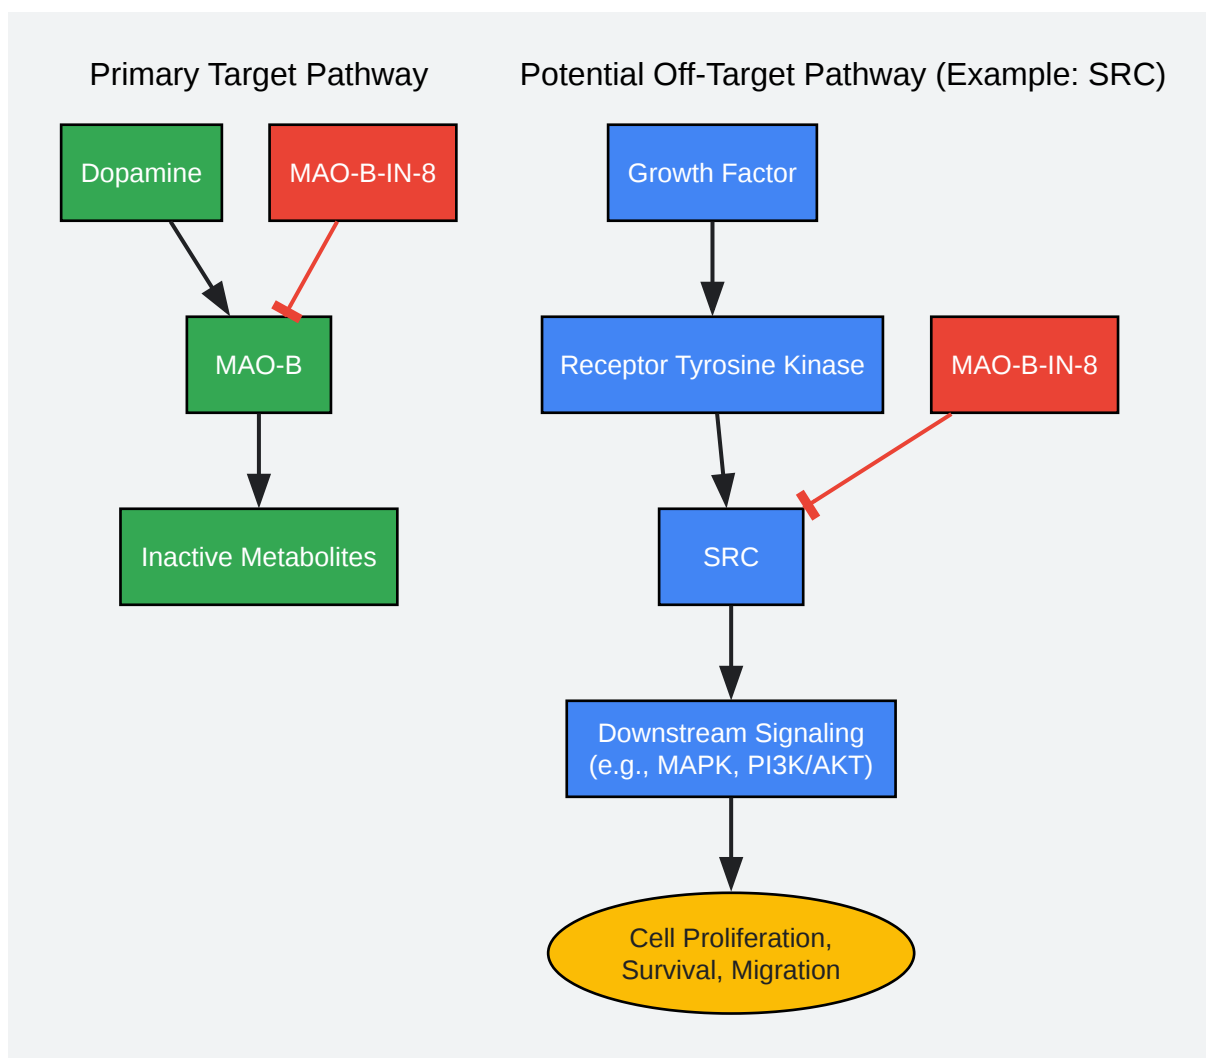 Primary Target Pathway
Dopamine
MAO-B-IN-8
MAO-B
Inactive Metabolites
Potential Off-Target Pathway (Example: SRC)
Growth Factor
Receptor Tyrosine Kinase
MAO-B-IN-8
SRC
Downstream Signaling
(e.g., MAPK, PI3K/AKT)
Cell Proliferation,
Survival, Migration